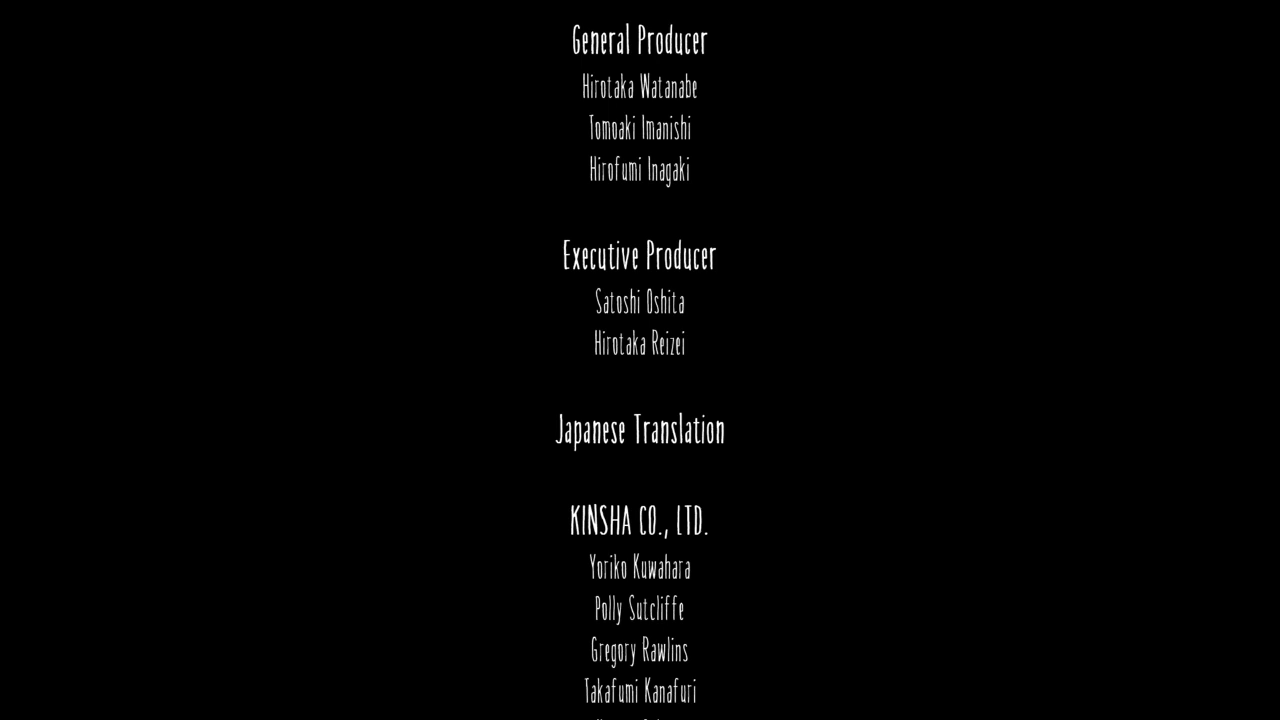 General Producer
Hirotaka Watanabe
Tomoaki Imanishi
Hirofumi Inagaki
Executive Producer
Satoshi Oshita
Hirotaka Reizei
Japanese Translation
KINSHA CO., LTD.
Yoriko Kuwahara
Polly Sutcliffe
Gregory Rawlins
Takafumi Kanafuri